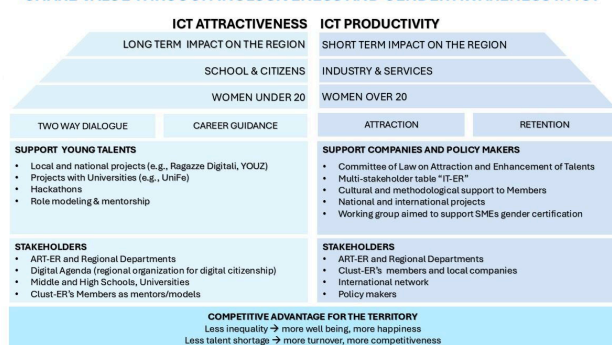 ICT ATTRACTIVENESS
LONG TERM IMPACT ON THE REGION
SCHOOL & CITIZENS
WOMEN UNDER 20
TWO WAY DIALOGUE
CAREER GUIDANCE
SUPPORT YOUNG TALENTS
• Local and national projects (e.g., Ragazze Digitali, YOUZ)
• Projects with Universities (e.g., UniFe)
• Hackathons
• Role modeling & mentorship
STAKEHOLDERS
• ART-ER and Regional Departments
• Digital Agenda (regional organization for digital citizenship)
• Middle and High Schools, Universities
• Clust-ER's Members as mentors/models
ICT PRODUCTIVITY
SHORT TERM IMPACT ON THE REGION
INDUSTRY & SERVICES
WOMEN OVER 20
ATTRACTION
RETENTION
SUPPORT COMPANIES AND POLICY MAKERS
• Committee of Law on Attraction and Enhancement of Talents
• Multi-stakeholder table "IT-ER"
• Cultural and methodological support to Members
• National and international projects
• Working group aimed to support SMEs gender certification
STAKEHOLDERS
• ART-ER and Regional Departments
• Clust-ER's members and local companies
• International network
• Policy makers
COMPETITIVE ADVANTAGE FOR THE TERRITORY
Less inequality → more well being, more happiness
Less talent shortage → more turnover, more competitiveness